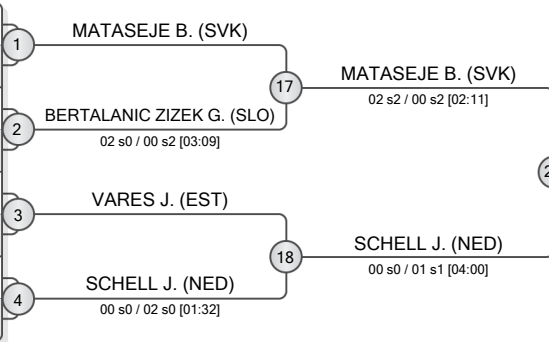 1
MATASEJE B. (SVK)
17
MATASEJE B. (SVK)
02 s2 / 00 s2 [02:11]
2
BERTALANIC ZIZEK G. (SLO)
02 s0 / 00 s2 [03:09]
3
VARES J. (EST)
18
SCHELL J. (NED)
00 s0 / 01 s1 [04:00]
4
SCHELL J. (NED)
00 s0 / 02 s0 [01:32]